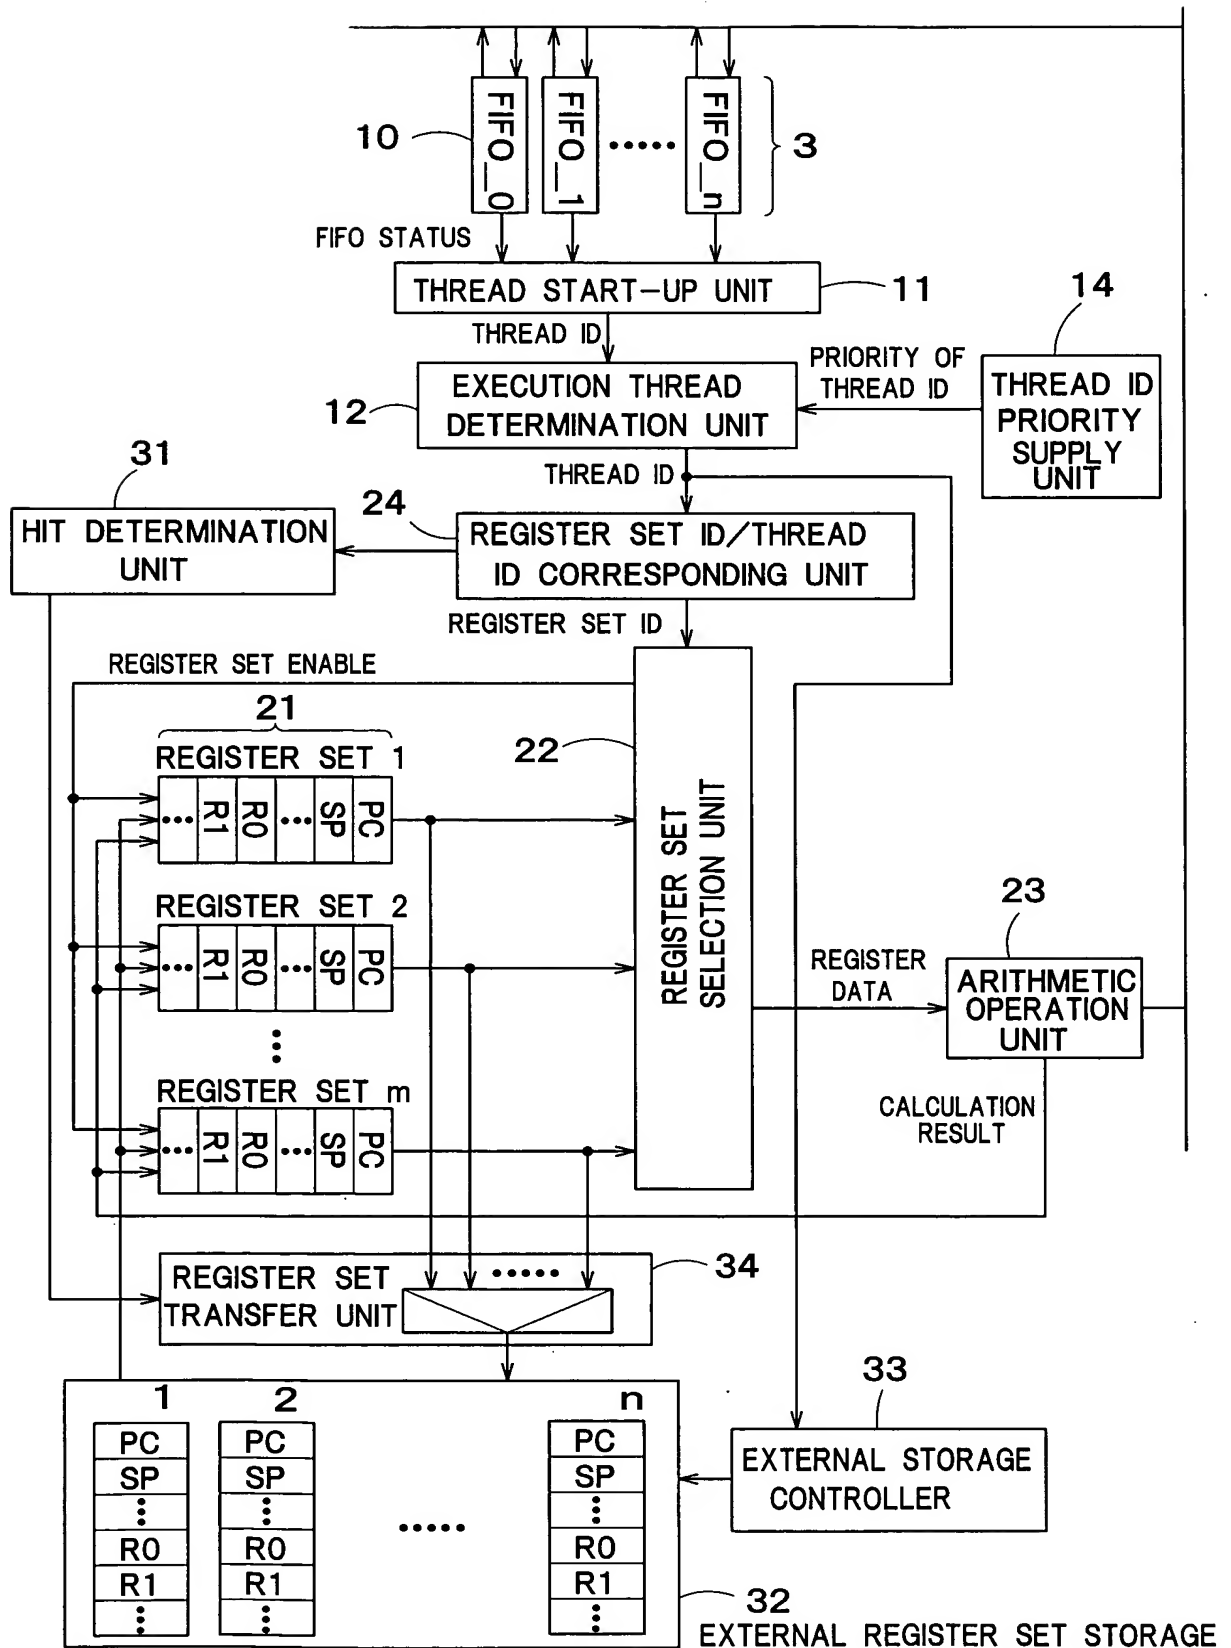 FIFO_0
FIFO_1
.....
FIFO_n
10
3
FIFO STATUS
THREAD START-UP UNIT
11
14
THREAD ID
PRIORITY OF
THREAD ID
THREAD ID
PRIORITY
SUPPLY
UNIT
12
EXECUTION THREAD
DETERMINATION UNIT
31
THREAD ID
24
HIT DETERMINATION
UNIT
REGISTER SET ID/THREAD
ID CORRESPONDING UNIT
REGISTER SET ID
REGISTER SET ENABLE
21
22
REGISTER SET 1
... R1 R0 ... SP PC
REGISTER SET
SELECTION UNIT
REGISTER SET 2
... R1 R0 ... SP PC
23
REGISTER
DATA
ARITHMETIC
OPERATION
UNIT
...
REGISTER SET m
... R1 R0 ... SP PC
CALCULATION
RESULT
34
REGISTER SET
TRANSFER UNIT
.....
33
1 2 n
PC PC PC
SP SP SP
... ... ...
R0 R0 ..... R0
R1 R1 R1
... ... ...
EXTERNAL STORAGE
CONTROLLER
32
EXTERNAL REGISTER SET STORAGE